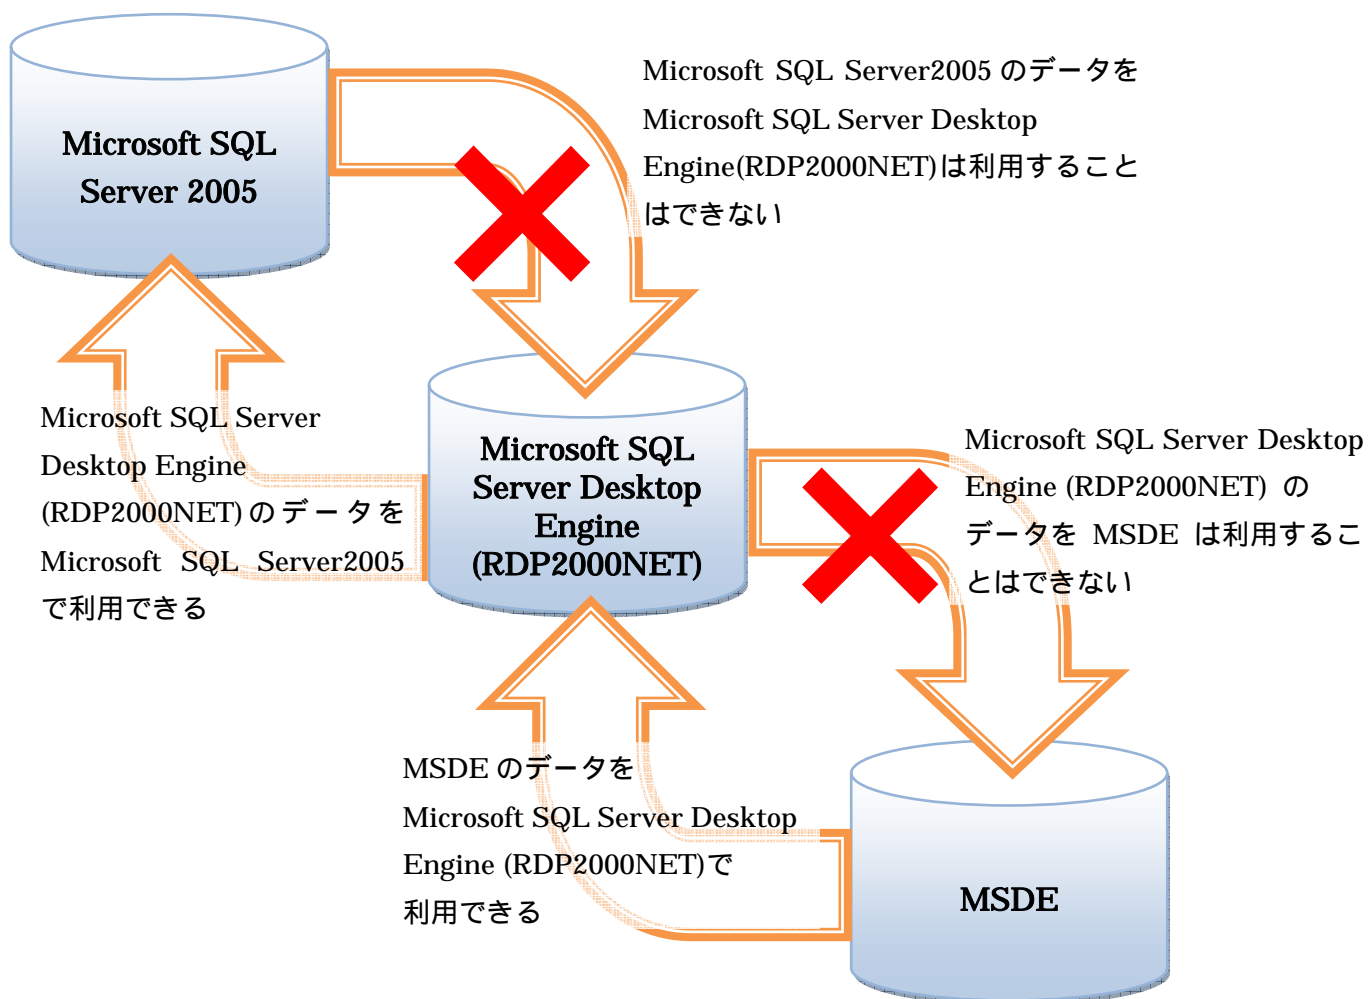 Microsoft SQL
Server 2005
Microsoft SQL Server2005 のデータを
Microsoft SQL Server Desktop
Engine(RDP2000NET)は利用すること
はできない
Microsoft SQL Server
Desktop Engine
(RDP2000NET)のデータを
Microsoft SQL Server2005
で利用できる
Microsoft SQL
Server Desktop
Engine
(RDP2000NET)
Microsoft SQL Server Desktop
Engine (RDP2000NET) の
データを MSDE は利用するこ
とはできない
MSDE のデータを
Microsoft SQL Server Desktop
Engine (RDP2000NET)で
利用できる
MSDE